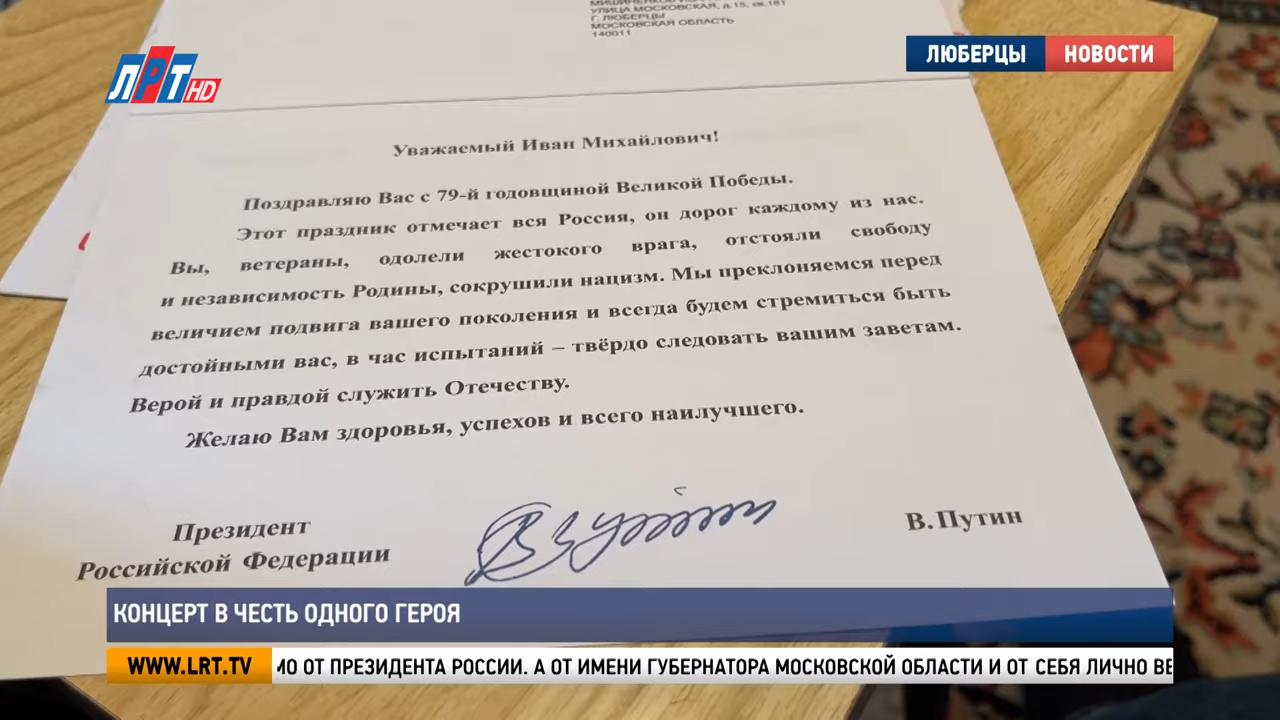 УЛИЦА МОСКОВСКАЯ, д.15, кв.161
Г. ЛЮБЕРЦЫ
МОСКОВСКАЯ ОБЛАСТЬ
140011
ЛРТ HD
ЛЮБЕРЦЫ НОВОСТИ
Уважаемый Иван Михайлович!
Поздравляю Вас с 79-й годовщиной Великой Победы.
Этот праздник отмечает вся Россия, он дорог каждому из нас.
Вы, ветераны, одолели жестокого врага, отстояли свободу
и независимость Родины, сокрушили нацизм. Мы преклоняемся перед
величием подвига вашего поколения и всегда будем стремиться быть
достойными вас, в час испытаний – твёрдо следовать вашим заветам.
Верой и правдой служить Отечеству.
Желаю Вам здоровья, успехов и всего наилучшего.
Президент
Российской Федерации
В. Путин
КОНЦЕРТ В ЧЕСТЬ ОДНОГО ГЕРОЯ
WWW.LRT.TV
ОТ ПРЕЗИДЕНТА РОССИИ. А ОТ ИМЕНИ ГУБЕРНАТОРА МОСКОВСКОЙ ОБЛАСТИ И ОТ СЕБЯ ЛИЧНО